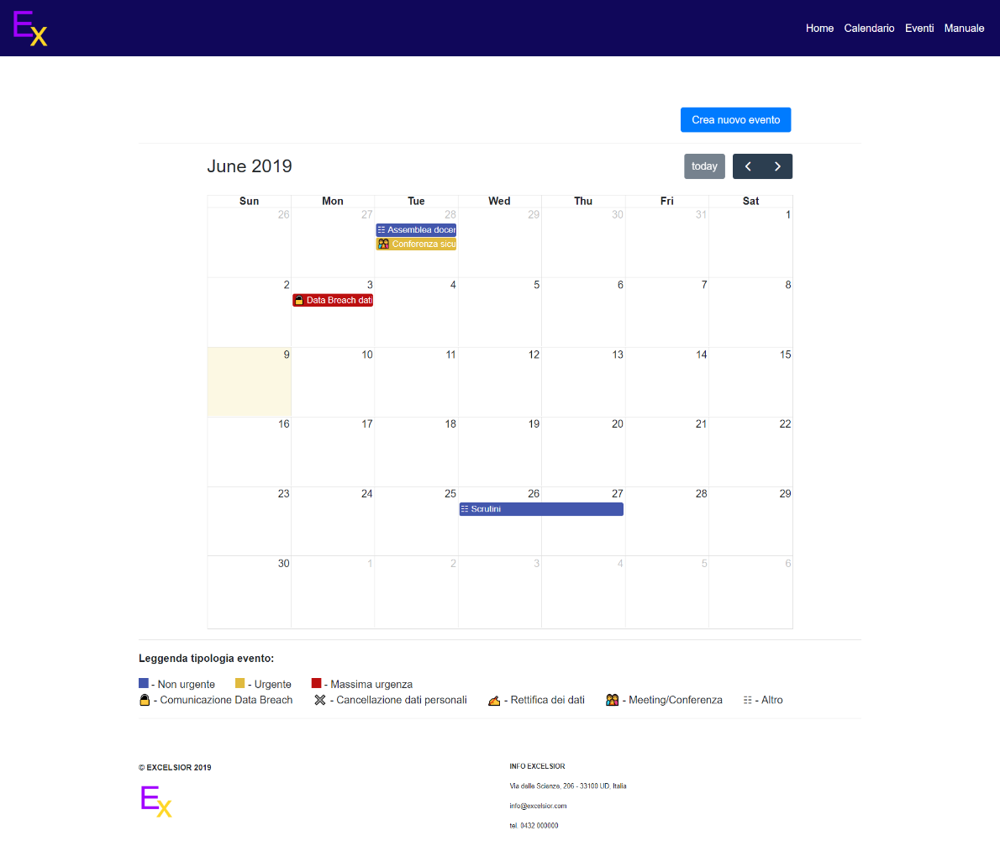 Ex
Home Calendario Eventi Manuale
Crea nuovo evento
June 2019
today
Sun Mon Tue Wed Thu Fri Sat
26 27 28 29 30 31 1
Assemblea docen
Conferenza sicu
2 3 4 5 6 7 8
Data Breach dati
9 10 11 12 13 14 15
16 17 18 19 20 21 22
23 24 25 26 27 28 29
Scrutini
30 1 2 3 4 5 6
Leggenda tipologia evento:
- Non urgente - Urgente - Massima urgenza
- Comunicazione Data Breach - Cancellazione dati personali - Rettifica dei dati - Meeting/Conferenza - Altro
© EXCELSIOR 2019
Ex
INFO EXCELSIOR
Via delle Scienze, 206 - 33100 UD, Italia
info@excelsior.com
tel. 0432 000000